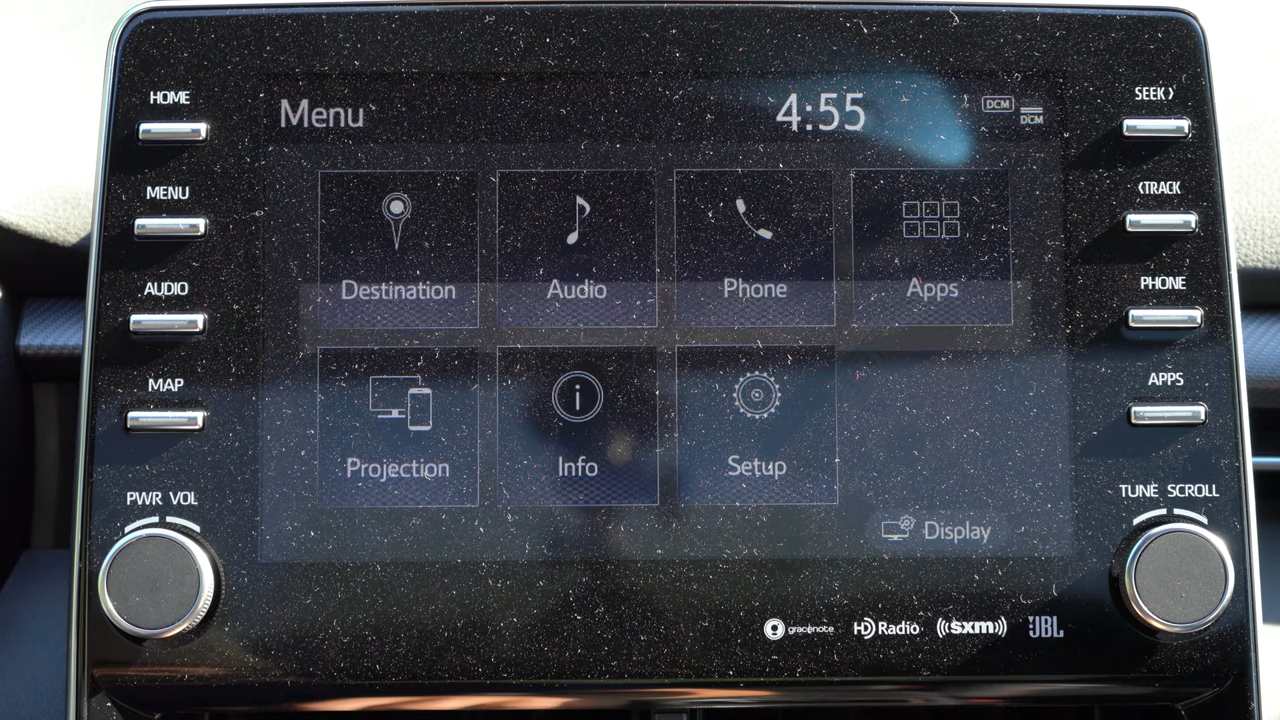 HOME
MENU
AUDIO
MAP
PWR VOL
Menu
4:55
DCM
DCM
Destination
Audio
Phone
Apps
Projection
Info
Setup
Display
gracenote
HD Radio
((sxm))
JBL
SEEK›
‹TRACK
PHONE
APPS
TUNE SCROLL